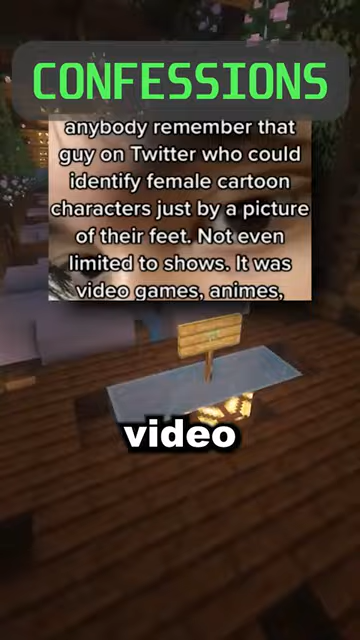 CONFESSIONS
anybody remember that
guy on Twitter who could
identify female cartoon
characters just by a picture
of their feet. Not even
limited to shows. It was
video games, animes,
video